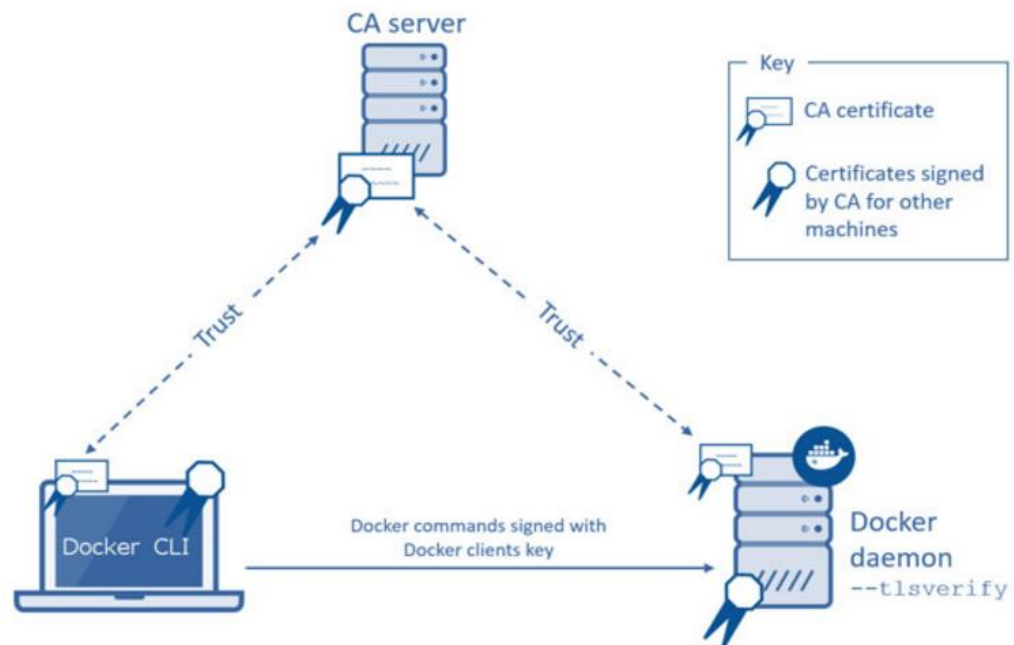 CA server
Key
CA certificate
Certificates signed
by CA for other
machines
Trust
Trust
Docker CLI
Docker commands signed with
Docker clients key
Docker
daemon
--tlsverify